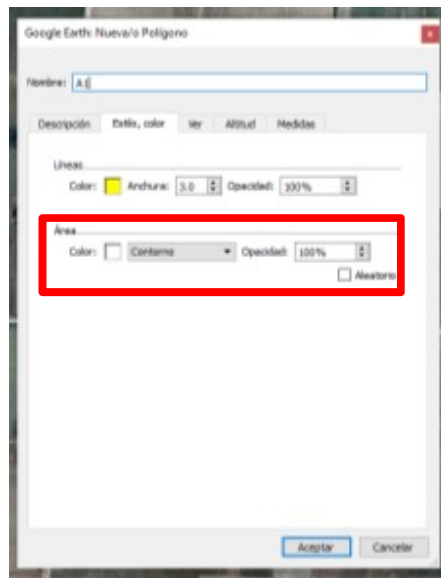 Google Earth: Nueva/o Polígono
Nombre: A1
Descripción Estilo, color Ver Altitud Medidas
Líneas
Color: Anchura: 3.0 Opacidad: 100%
Área
Color: Contorno Opacidad: 100%
Aleatorio
Aceptar Cancelar